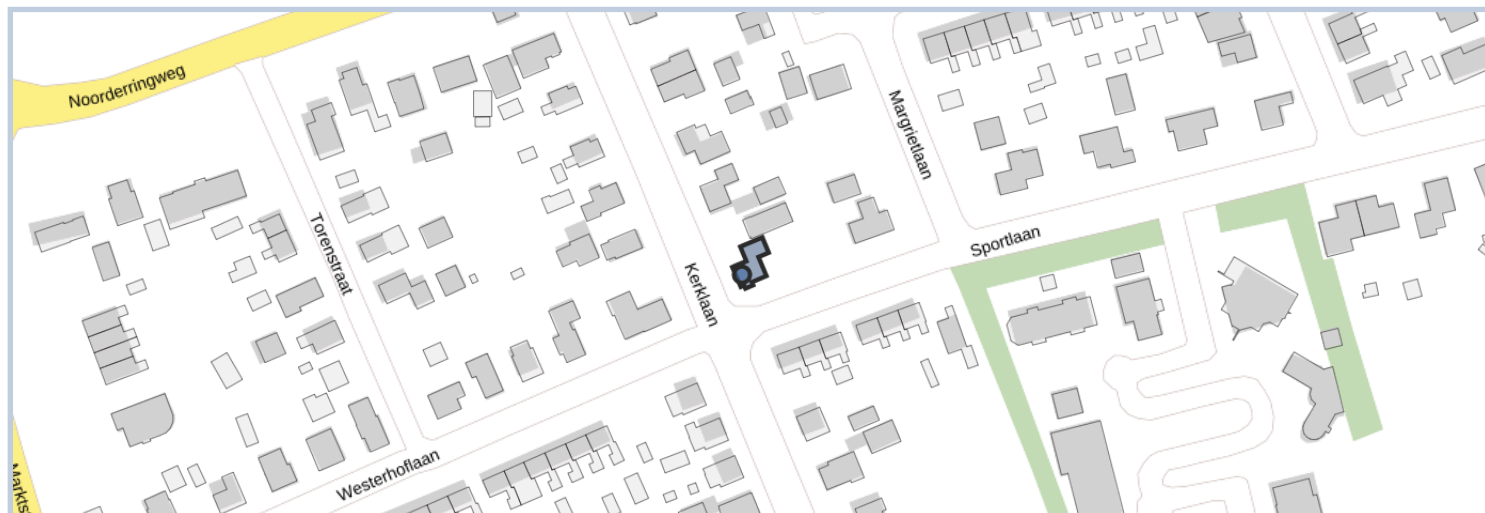 Noorderringweg
Margrietlaan
Torenstraat
Sportlaan
Kerklaan
Westerhoflaan